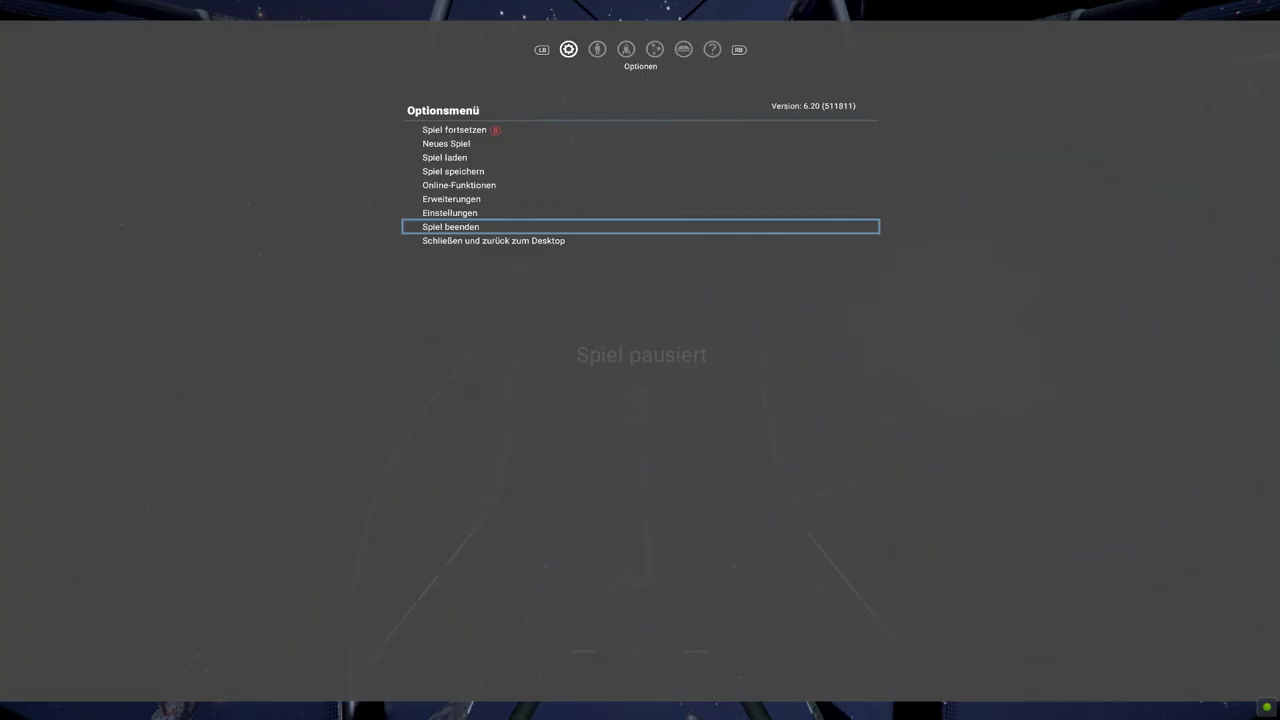 LB
?
RB
Optionen
Optionsmenü
Version: 6.20 (511811)
Spiel fortsetzen
Neues Spiel
Spiel laden
Spiel speichern
Online-Funktionen
Erweiterungen
Einstellungen
Spiel beenden
Schließen und zurück zum Desktop
Spiel pausiert